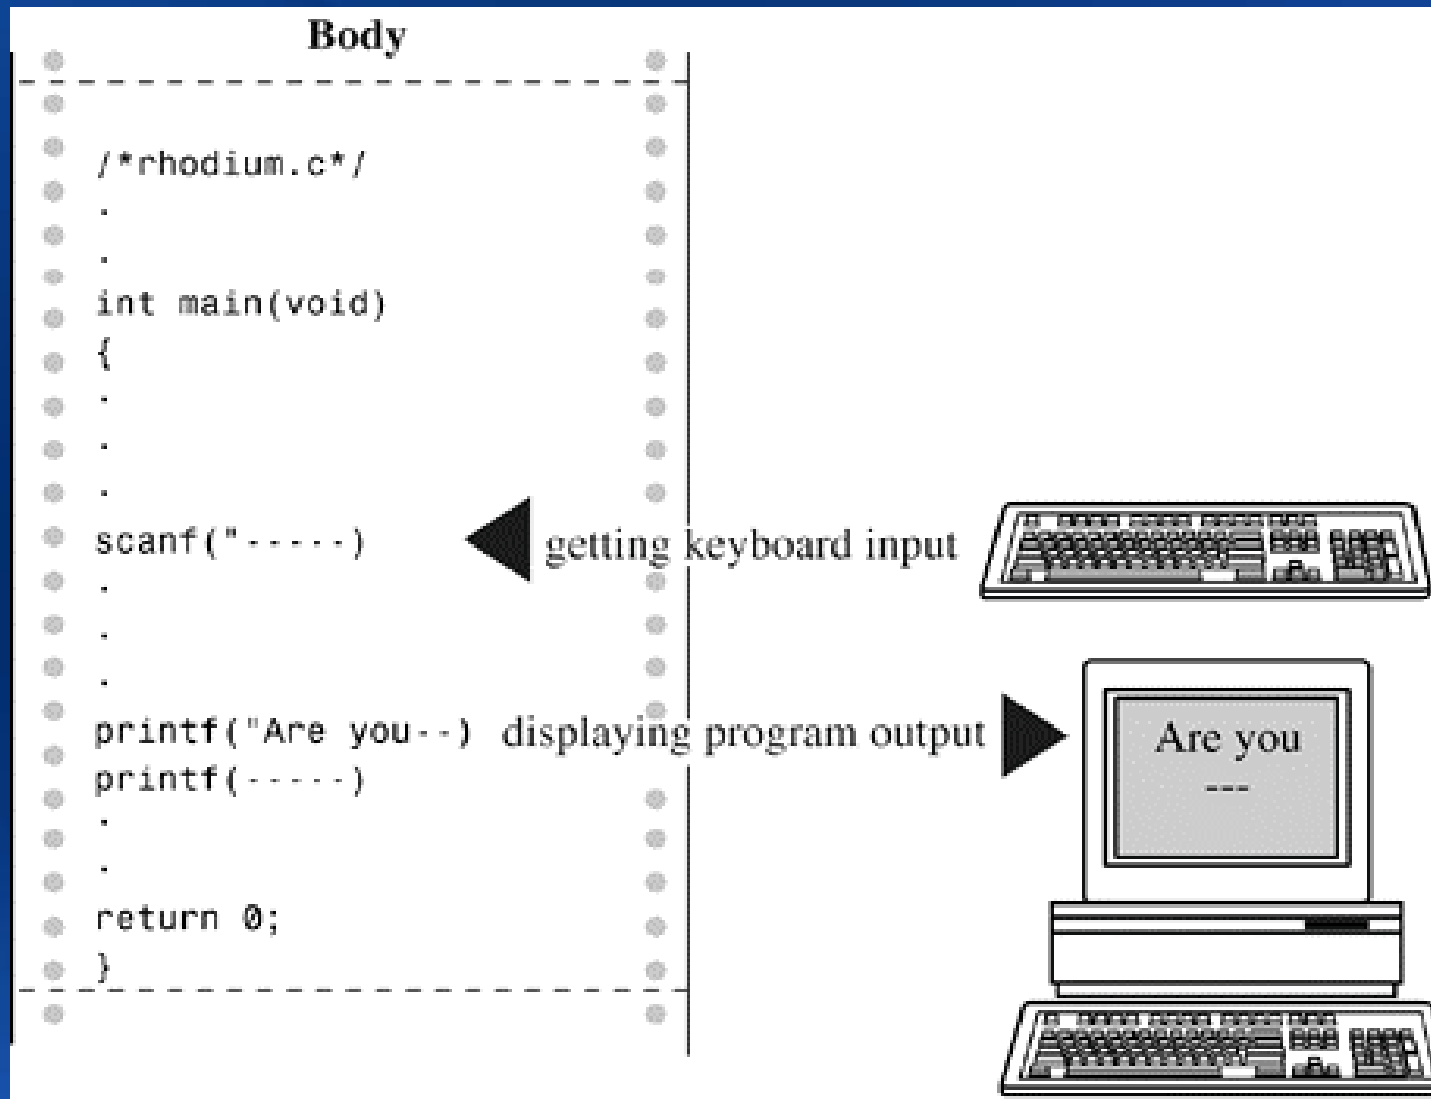 Body
/*rhodium.c*/
.
.
int main(void)
{
.
.
.
scanf("-----)
getting keyboard input
.
.
.
printf("Are you--)
displaying program output
Are you
---
printf(-----)
.
.
return 0;
}